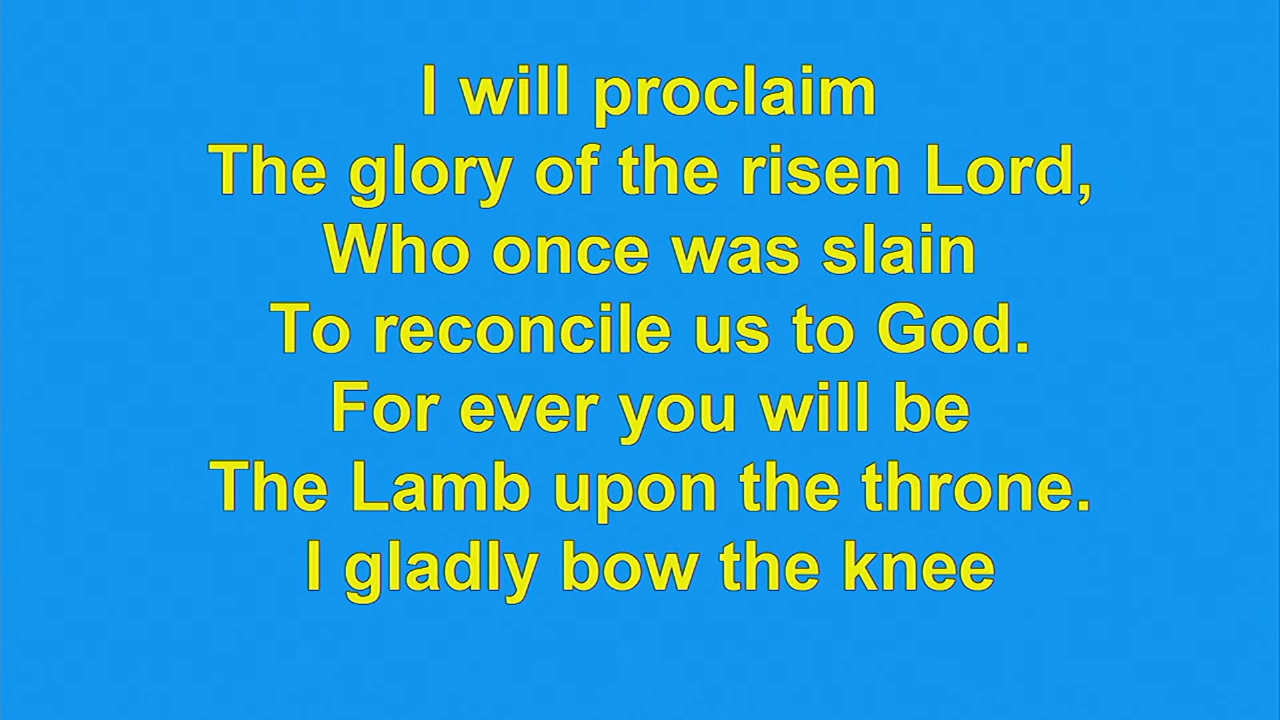 I will proclaim
The glory of the risen Lord,
Who once was slain
To reconcile us to God.
For ever you will be
The Lamb upon the throne.
I gladly bow the knee